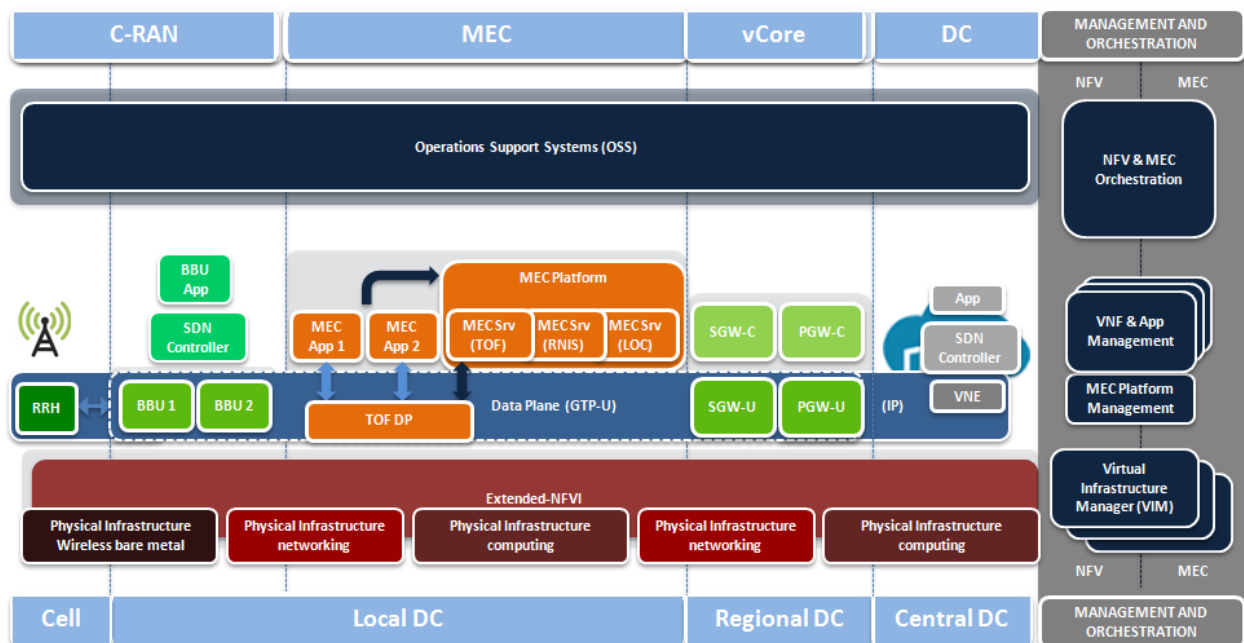 C-RAN
MEC
vCore
DC
MANAGEMENT AND
ORCHESTRATION
NFV
MEC
Operations Support Systems (OSS)
NFV & MEC
Orchestration
BBU
App
SDN
Controller
MEC
App 1
MEC
App 2
MEC Platform
MEC Srv
(TOF)
MEC Srv
(RNIS)
MEC Srv
(LOC)
SGW-C
PGW-C
App
SDN
Controller
VNF & App
Management
RRH
BBU 1
BBU 2
TOF DP
Data Plane (GTP-U)
SGW-U
PGW-U
(IP)
VNE
MEC Platform
Management
Extended-NFVI
Physical Infrastructure
Wireless bare metal
Physical Infrastructure
networking
Physical Infrastructure
computing
Physical Infrastructure
networking
Physical Infrastructure
computing
Virtual
Infrastructure
Manager (VIM)
NFV
MEC
Cell
Local DC
Regional DC
Central DC
MANAGEMENT AND
ORCHESTRATION